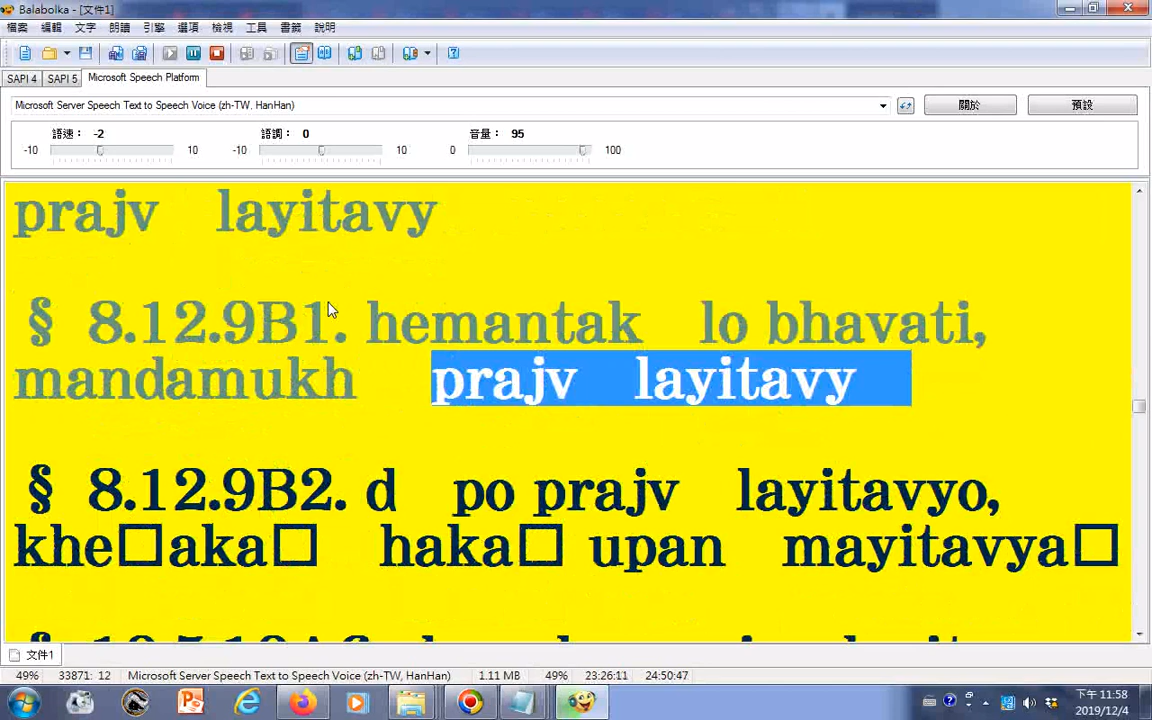 Balabolka - [文件1]
檔案 編輯 文字 朗讀 引擎 選項 檢視 工具 書籤 說明
SAPI 4 SAPI 5 Microsoft Speech Platform
Microsoft Server Speech Text to Speech Voice (zh-TW, HanHan) 關於 預設
語速： -2 語調： 0 音量： 95
-10 10 -10 10 0 100
prajv layitavy
§ 8.12.9B1. hemantak lo bhavati,
mandamukh prajv layitavy
§ 8.12.9B2. d po prajv layitavyo,
khe□aka□ haka□ upan mayitavya□
文件1
49% 33871: 12 Microsoft Server Speech Text to Speech Voice (zh-TW, HanHan) 1.11 MB 49% 23:26:11 24:50:47
下午 11:58
2019/12/4